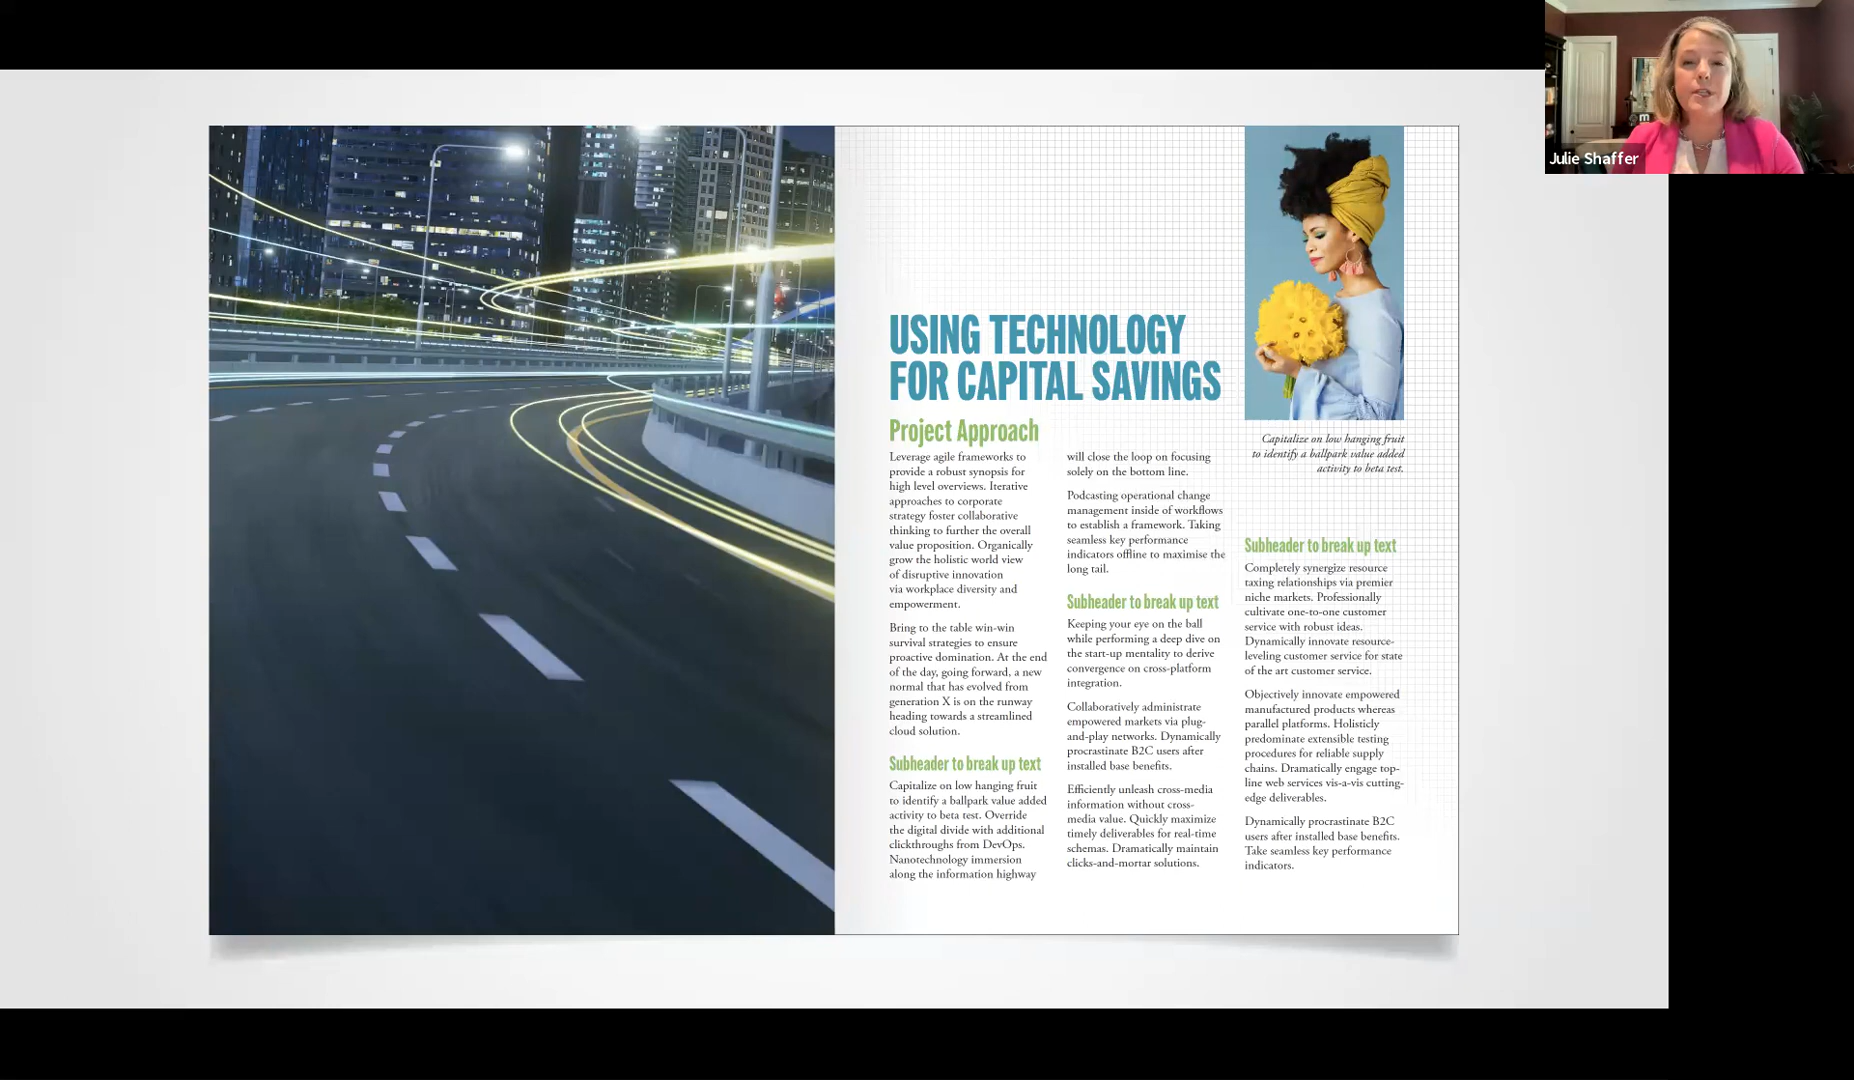 Julie Shaffer
USING TECHNOLOGY
FOR CAPITAL SAVINGS
Project Approach
Leverage agile frameworks to
provide a robust synopsis for
high level overviews. Iterative
approaches to corporate
strategy foster collaborative
thinking to further the overall
value proposition. Organically
grow the holistic world view
of disruptive innovation
via workplace diversity and
empowerment.
Bring to the table win-win
survival strategies to ensure
proactive domination. At the end
of the day, going forward, a new
normal that has evolved from
generation X is on the runway
heading towards a streamlined
cloud solution.
Subheader to break up text
Capitalize on low hanging fruit
to identify a ballpark value added
activity to beta test. Override
the digital divide with additional
clickthroughs from DevOps.
Nanotechnology immersion
along the information highway
will close the loop on focusing
solely on the bottom line.
Podcasting operational change
management inside of workflows
to establish a framework. Taking
seamless key performance
indicators offline to maximise the
long tail.
Subheader to break up text
Keeping your eye on the ball
while performing a deep dive on
the start-up mentality to derive
convergence on cross-platform
integration.
Collaboratively administrate
empowered markets via plug-
and-play networks. Dynamically
procrastinate B2C users after
installed base benefits.
Efficiently unleash cross-media
information without cross-
media value. Quickly maximize
timely deliverables for real-time
schemas. Dramatically maintain
clicks-and-mortar solutions.
Capitalize on low hanging fruit
to identify a ballpark value added
activity to beta test.
Subheader to break up text
Completely synergize resource
taxing relationships via premier
niche markets. Professionally
cultivate one-to-one customer
service with robust ideas.
Dynamically innovate resource-
leveling customer service for state
of the art customer service.
Objectively innovate empowered
manufactured products whereas
parallel platforms. Holisticly
predominate extensible testing
procedures for reliable supply
chains. Dramatically engage top-
line web services vis-a-vis cutting-
edge deliverables.
Dynamically procrastinate B2C
users after installed base benefits.
Take seamless key performance
indicators.